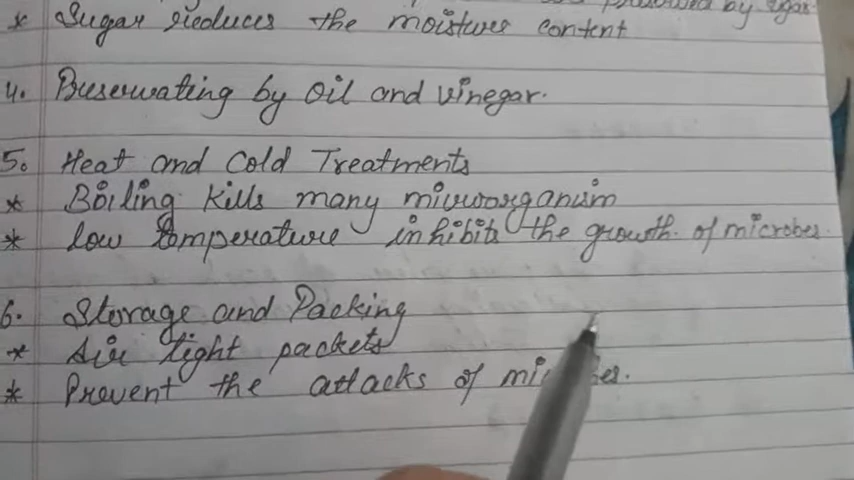 by sugar
* Sugar reduces the moisture content
4. Preservating by oil and vinegar.
5. Heat and Cold Treatments
* Boiling kills many microorganism
* low temperature inhibits the growth of microbes.
6. Storage and Packing
* Air tight packets
* Prevent the attacks of